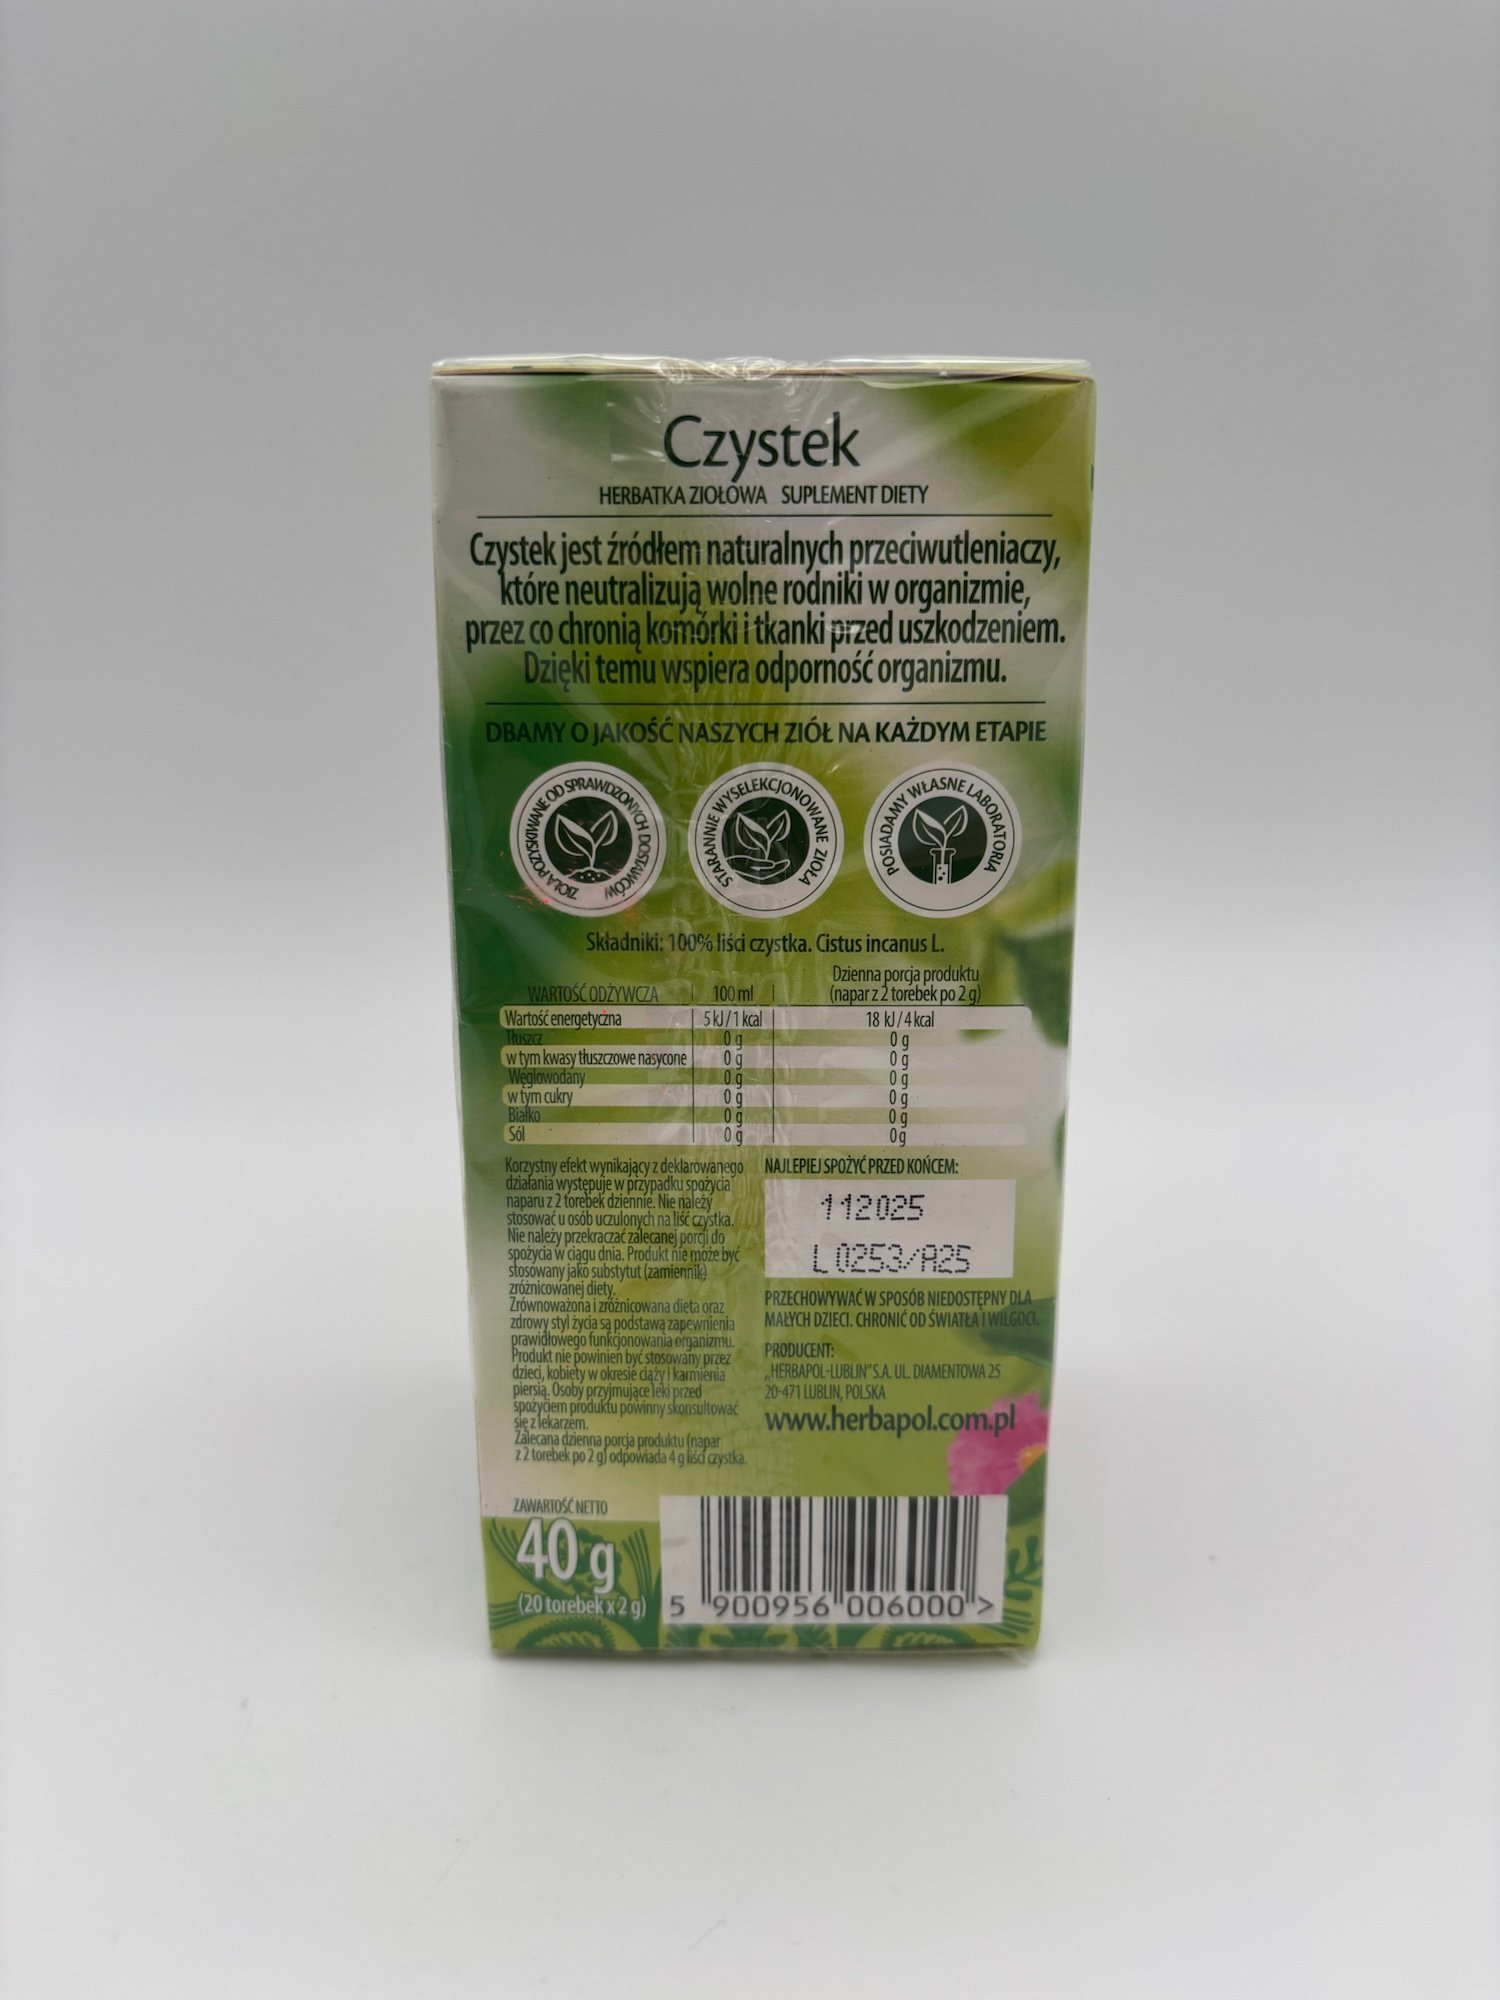 Czystek
HERBATKA ZIOŁOWA SUPLEMENT DIETY
Czystek jest źródłem naturalnych przeciwutleniaczy,
które neutralizują wolne rodniki w organizmie,
przez co chronią komórki i tkanki przed uszkodzeniem.
Dzięki temu wspiera odporność organizmu.
DBAMY O JAKOŚĆ NASZYCH ZIÓŁ NA KAŻDYM ETAPIE
ZIOŁA POZYSKIWANE OD SPRAWDZONYCH DOSTAWCÓW
STARANNIE WYSELEKCJONOWANE ZIOŁA
POSIADAMY WŁASNE LABORATORIA
Składniki: 100% liści czystka. Cistus incanus L.
Dzienna porcja produktu
WARTOŚĆ ODŻYWCZA 100 ml (napar z 2 torebek po 2 g)
Wartość energetyczna 5 kJ / 1 kcal 18 kJ / 4 kcal
Tłuszcz 0 g 0 g
w tym kwasy tłuszczowe nasycone 0 g 0 g
Węglowodany 0 g 0 g
w tym cukry 0 g 0 g
Białko 0 g 0 g
Sól 0 g 0g
Korzystny efekt wynikający z deklarowanego
działania występuje w przypadku spożycia
naparu z 2 torebek dziennie. Nie należy
stosować u osób uczulonych na liść czystka.
Nie należy przekraczać zalecanej porcji do
spożycia w ciągu dnia. Produkt nie może być
stosowany jako substytut (zamiennik)
zróżnicowanej diety.
Zrównoważona i zróżnicowana dieta oraz
zdrowy styl życia są podstawą zapewnienia
prawidłowego funkcjonowania organizmu.
Produkt nie powinien być stosowany przez
dzieci, kobiety w okresie ciąży i karmienia
piersią. Osoby przyjmujące leki przed
spożyciem produktu powinny skonsultować
się z lekarzem.
Zalecana dzienna porcja produktu (napar
z 2 torebek po 2 g) odpowiada 4 g liści czystka.
NAJLEPIEJ SPOŻYĆ PRZED KOŃCEM:
112025
L 0253/A25
PRZECHOWYWAĆ W SPOSÓB NIEDOSTĘPNY DLA
MAŁYCH DZIECI. CHRONIĆ OD ŚWIATŁA I WILGOCI.
PRODUCENT:
„HERBAPOL-LUBLIN” S.A. UL. DIAMENTOWA 25
20-471 LUBLIN, POLSKA
www.herbapol.com.pl
ZAWARTOŚĆ NETTO
40 g
(20 torebek x 2 g)
5 900956 006000 >